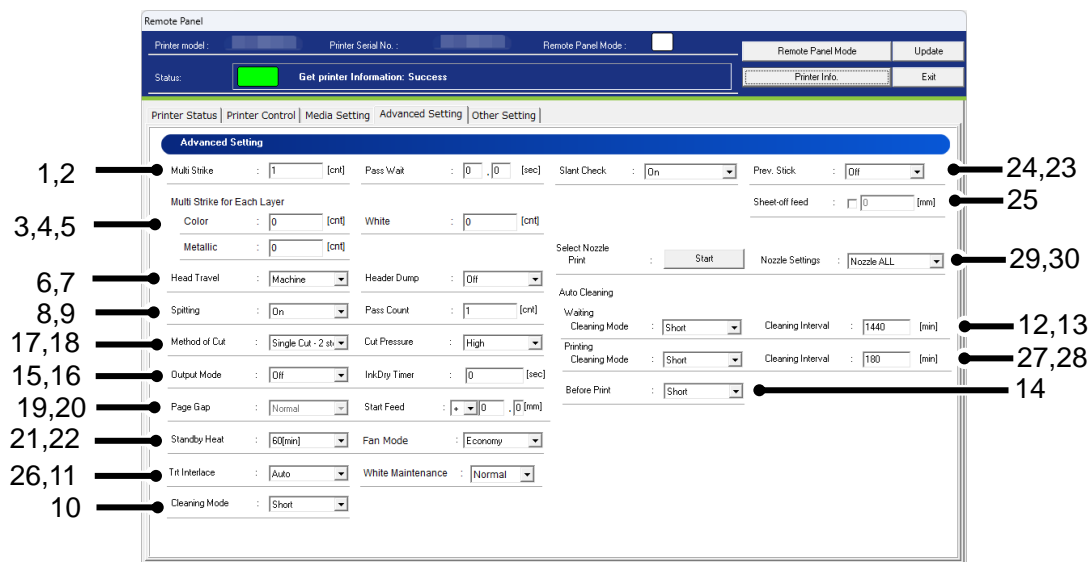 Remote Panel
Printer model : Printer Serial No. : Remote Panel Mode : Remote Panel Mode Update
Status: Get printer Information: Success Printer Info. Exit
Printer Status Printer Control Media Setting Advanced Setting Other Setting
Advanced Setting
1,2 Multi Strike : 1 [cnt] Pass Wait : 0 . 0 [sec] Slant Check : On Prev. Stick : Off 24,23
Multi Strike for Each Layer Sheet-off feed : 0 [mm] 25
3,4,5 Color : 0 [cnt] White : 0 [cnt]
Metallic : 0 [cnt]
Select Nozzle
Print : Start Nozzle Settings : Nozzle ALL 29,30
6,7 Head Travel : Machine Header Dump : Off
Auto Cleaning
8,9 Spitting : On Pass Count : 1 [cnt]
Waiting
Cleaning Mode : Short Cleaning Interval : 1440 [min] 12,13
17,18 Method of Cut : Single Cut - 2 st Cut Pressure : High
Printing
Cleaning Mode : Short Cleaning Interval : 180 [min] 27,28
15,16 Output Mode : Off InkDry Timer : 0 [sec]
Before Print : Short 14
19,20 Page Gap : Normal Start Feed : + 0 . 0 [mm]
21,22 Standby Heat : 60[min] Fan Mode : Economy
26,11 Trt Interlace : Auto White Maintenance : Normal
10 Cleaning Mode : Short